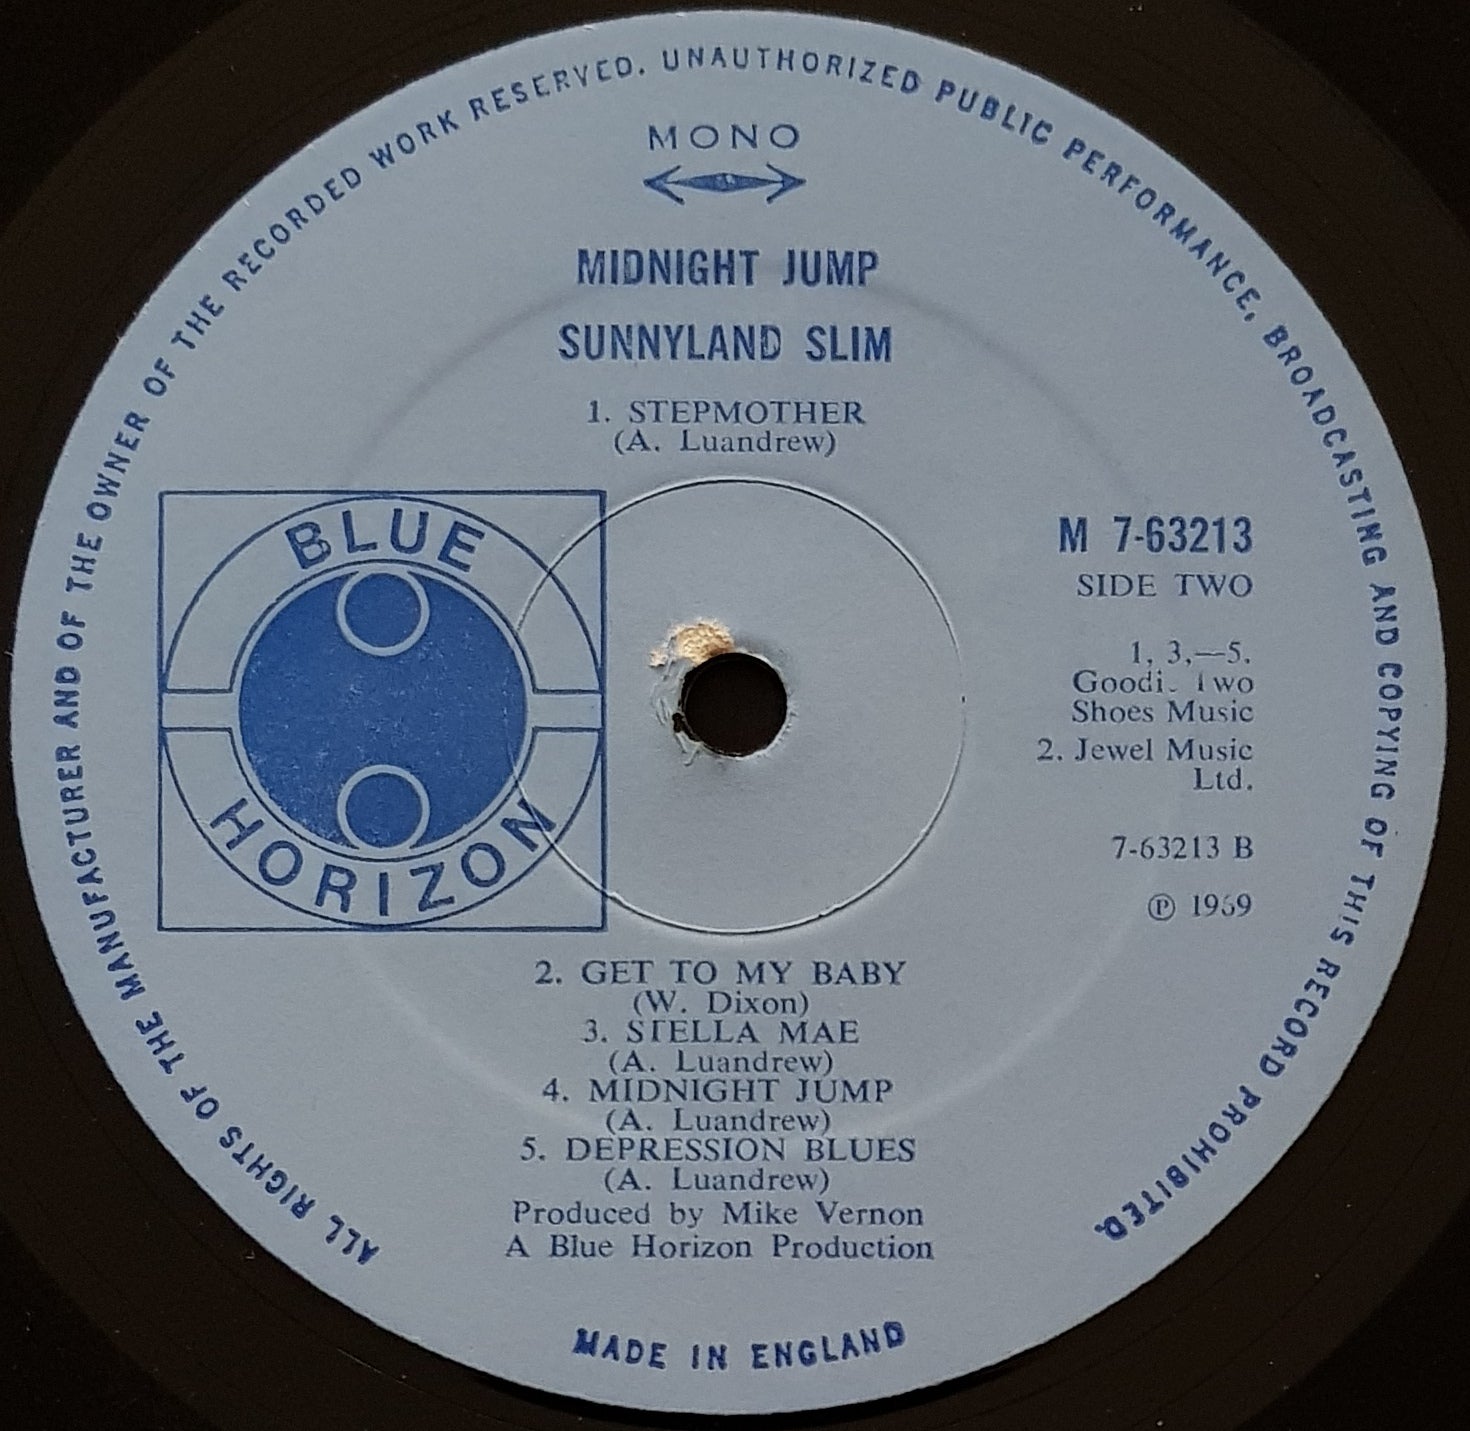 ALL RIGHTS OF THE MANUFACTURER AND OF THE OWNER OF THE RECORDED WORK RESERVED. UNAUTHORIZED PUBLIC PERFORMANCE, BROADCASTING AND COPYING OF THIS RECORD PROHIBITED.
MONO
MIDNIGHT JUMP
SUNNYLAND SLIM
1. STEPMOTHER
(A. Luandrew)
BLUE
HORIZON
M 7-63213
SIDE TWO
1, 3,—5.
Two
Shoes Music
2. Jewel Music
Ltd.
7-63213 B
℗ 1969
2. GET TO MY BABY
(W. Dixon)
3. STELLA MAE
(A. Luandrew)
4. MIDNIGHT JUMP
(A. Luandrew)
5. DEPRESSION BLUES
(A. Luandrew)
Produced by Mike Vernon
A Blue Horizon Production
MADE IN ENGLAND